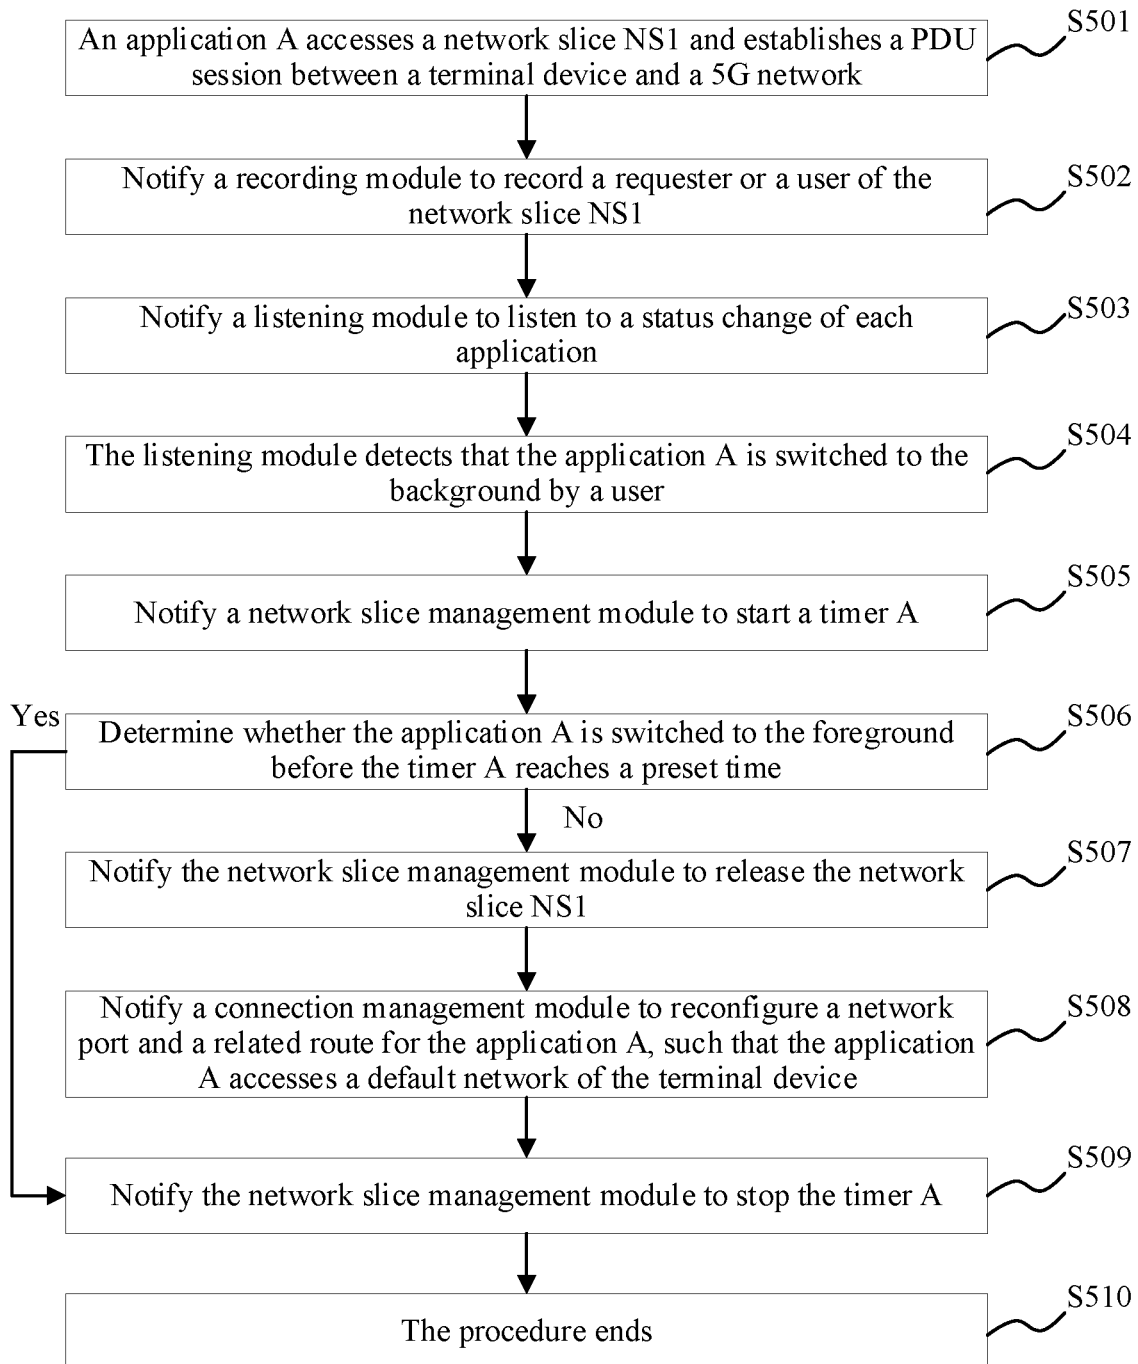 S501
An application A accesses a network slice NS1 and establishes a PDU
session between a terminal device and a 5G network
S502
Notify a recording module to record a requester or a user of the
network slice NS1
S503
Notify a listening module to listen to a status change of each
application
S504
The listening module detects that the application A is switched to the
background by a user
S505
Notify a network slice management module to start a timer A
S506
Yes
Determine whether the application A is switched to the foreground
before the timer A reaches a preset time
No
S507
Notify the network slice management module to release the network
slice NS1
S508
Notify a connection management module to reconfigure a network
port and a related route for the application A, such that the application
A accesses a default network of the terminal device
S509
Notify the network slice management module to stop the timer A
S510
The procedure ends